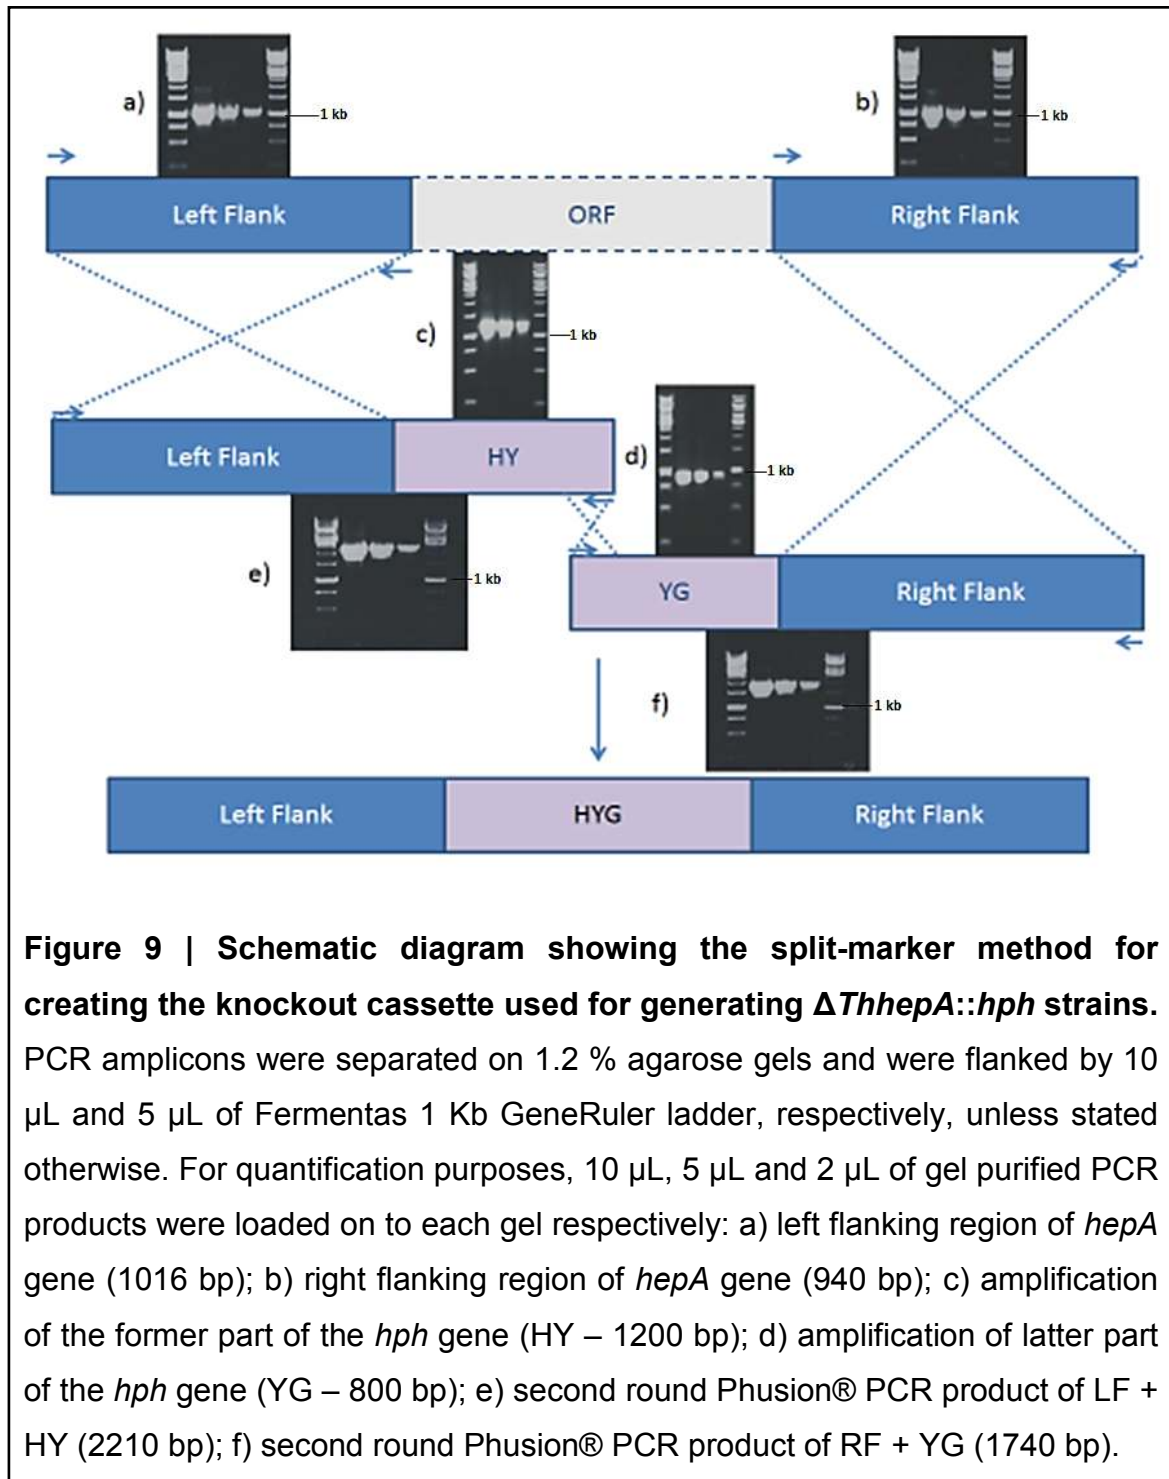 a)
1 kb
b)
1 kb
Left Flank
ORF
Right Flank
c)
1 kb
Left Flank
HY
d)
1 kb
e)
1 kb
YG
Right Flank
f)
1 kb
Left Flank
HYG
Right Flank
Figure 9 | Schematic diagram showing the split-marker method for
creating the knockout cassette used for generating ΔThhepA::hph strains.
PCR amplicons were separated on 1.2 % agarose gels and were flanked by 10
µL and 5 µL of Fermentas 1 Kb GeneRuler ladder, respectively, unless stated
otherwise. For quantification purposes, 10 µL, 5 µL and 2 µL of gel purified PCR
products were loaded on to each gel respectively: a) left flanking region of hepA
gene (1016 bp); b) right flanking region of hepA gene (940 bp); c) amplification
of the former part of the hph gene (HY – 1200 bp); d) amplification of latter part
of the hph gene (YG – 800 bp); e) second round Phusion® PCR product of LF +
HY (2210 bp); f) second round Phusion® PCR product of RF + YG (1740 bp).